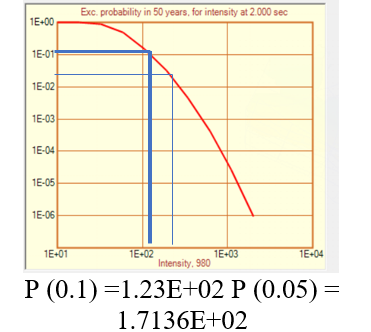 Exc. probability in 50 years, for intensity at 2.000 sec
1E+00
1E-01
1E-02
1E-03
1E-04
1E-05
1E-06
1E+01 1E+02 1E+03 1E+04
Intensity, 980
P (0.1) =1.23E+02 P (0.05) =
1.7136E+02